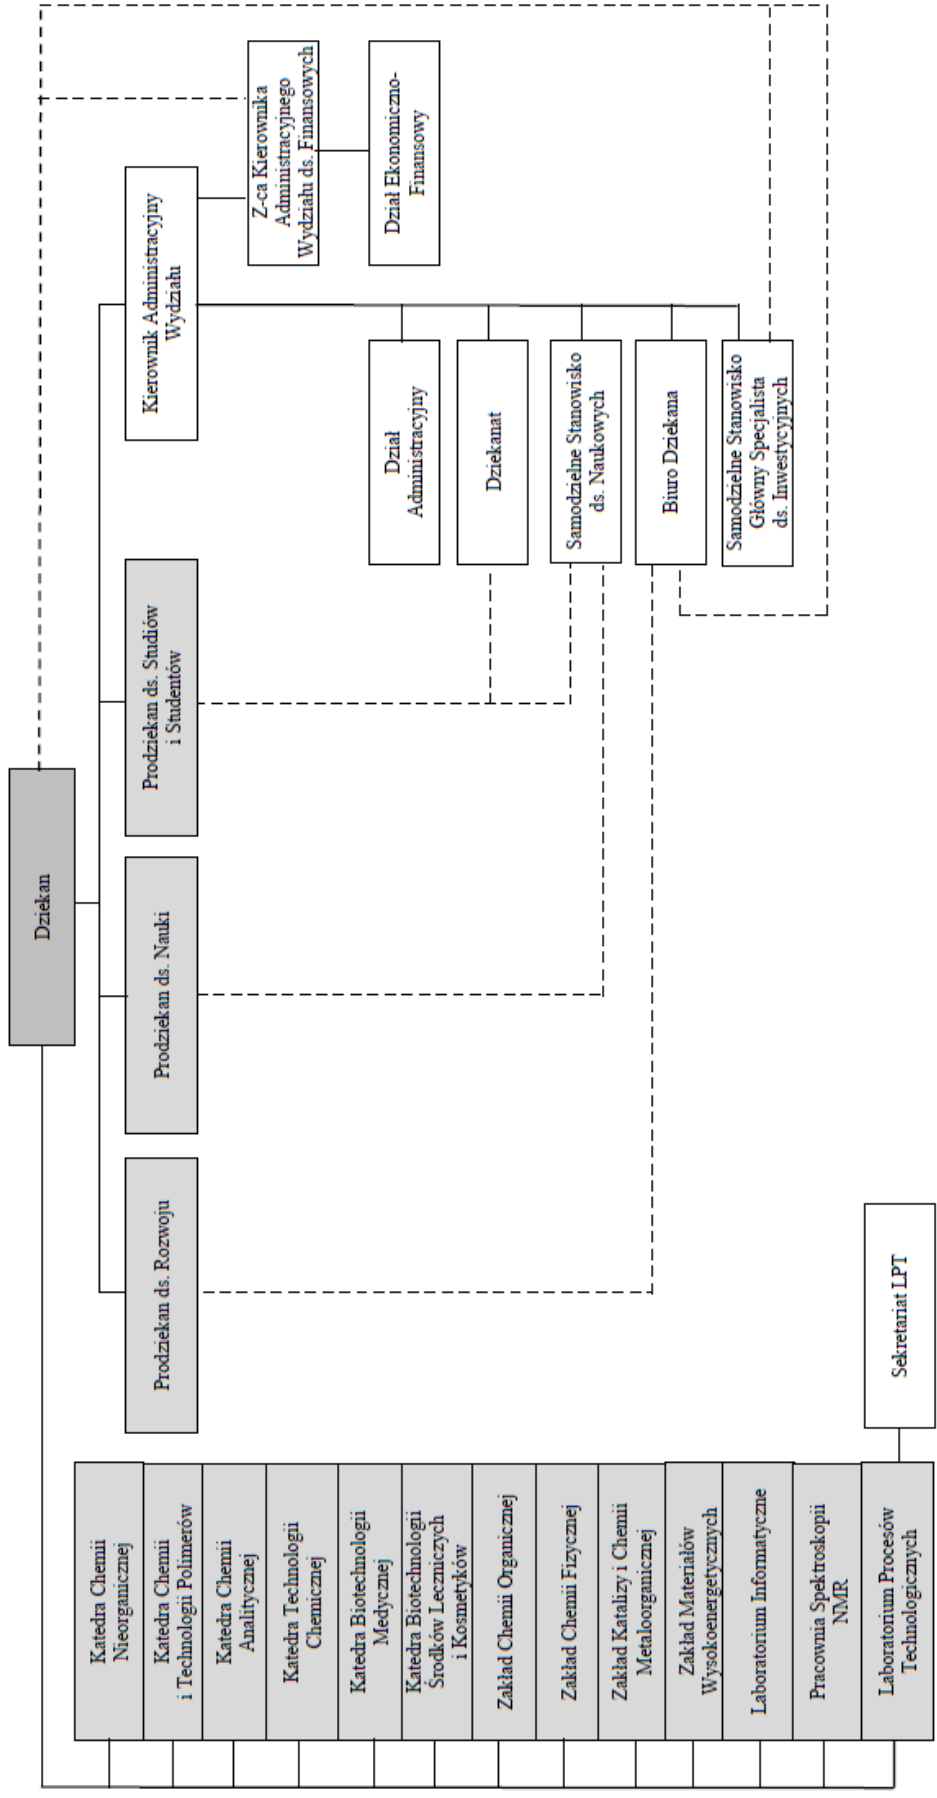 Dziekan
Prodziekan ds. Rozwoju
Prodziekan ds. Nauki
Prodziekan ds. Studiów
i Studentów
Kierownik Administracyjny
Wydziału
Z-ca Kierownika
Administracyjnego
Wydziału ds. Finansowych
Dział Ekonomiczno-
Finansowy
Dział
Administracyjny
Dziekanat
Samodzielne Stanowisko
ds. Naukowych
Biuro Dziekana
Samodzielne Stanowisko
Główny Specjalista
ds. Inwestycyjnych
Katedra Chemii
Nieorganicznej
Katedra Chemii
i Technologii Polimerów
Katedra Chemii
Analitycznej
Katedra Technologii
Chemicznej
Katedra Biotechnologii
Medycznej
Katedra Biotechnologii
Środków Leczniczych
i Kosmetyków
Zakład Chemii Organicznej
Zakład Chemii Fizycznej
Zakład Katalizy i Chemii
Metaloorganicznej
Zakład Materiałów
Wysokoenergetycznych
Laboratorium Informatyczne
Pracownia Spektroskopii
NMR
Laboratorium Procesów
Technologicznych
Sekretariat LPT